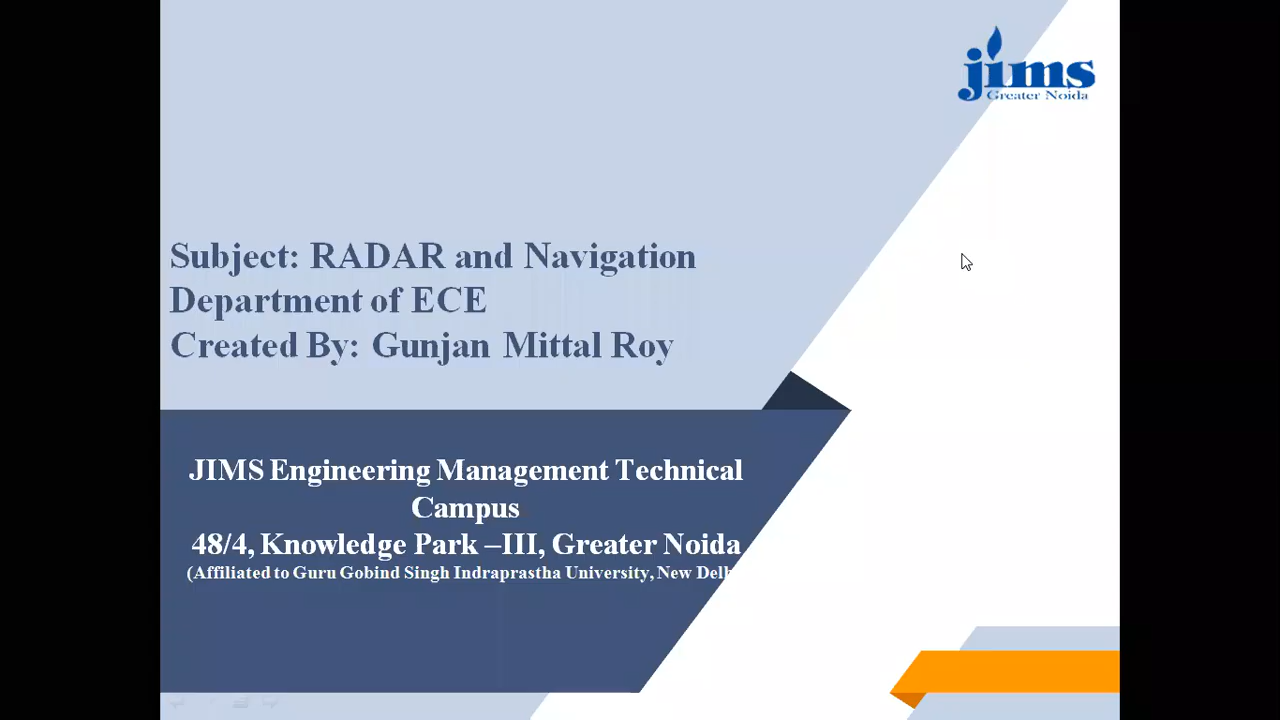 jims
Greater Noida
Subject: RADAR and Navigation
Department of ECE
Created By: Gunjan Mittal Roy
JIMS Engineering Management Technical
Campus
48/4, Knowledge Park –III, Greater Noida
(Affiliated to Guru Gobind Singh Indraprastha University, New Delh